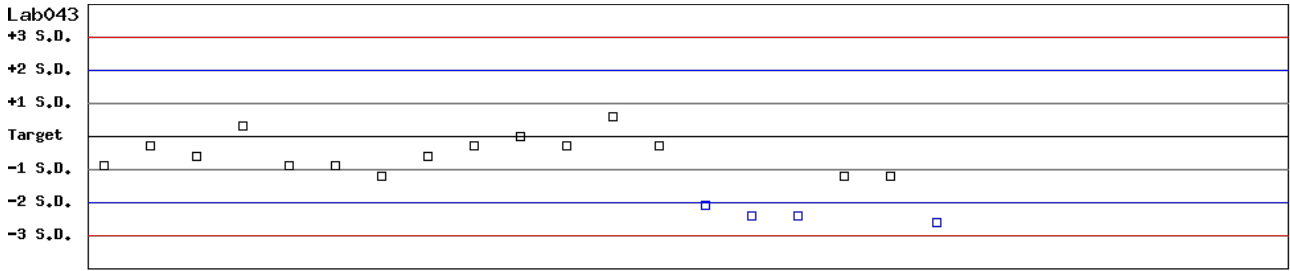 Lab043
+3 S.D.
+2 S.D.
+1 S.D.
Target
-1 S.D.
-2 S.D.
-3 S.D.